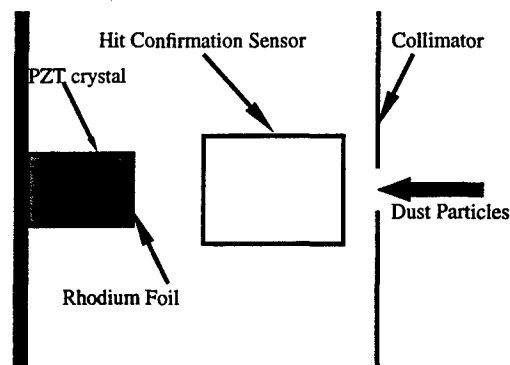 Hit Confirmation Sensor
Collimator
PZT crystal
Dust Particles
Rhodium Foil